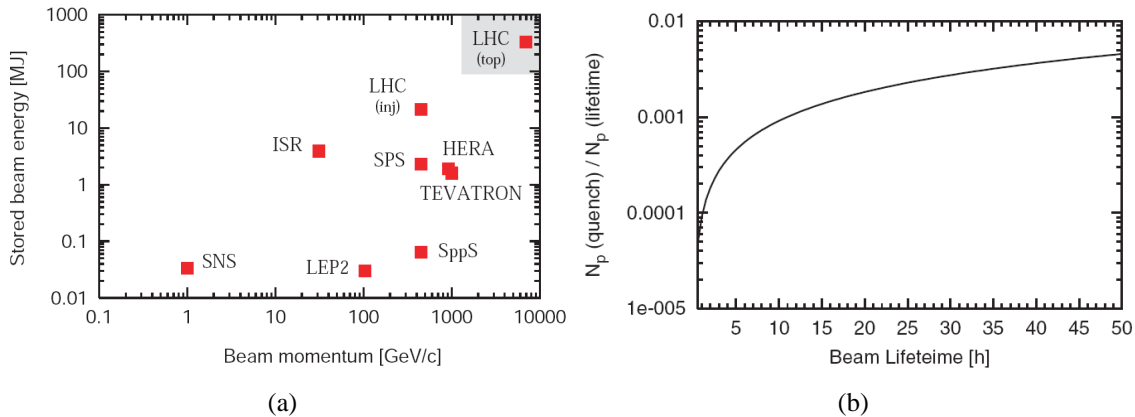 Stored beam energy [MJ]
1000
100
10
1
0.1
0.01
0.1
1
10
100
1000
10000
Beam momentum [GeV/c]
LHC
(top)
LHC
(inj)
ISR
SPS
HERA
TEVATRON
SNS
LEP2
SppS
(a)
N_p (quench) / N_p (lifetime)
0.01
0.001
0.0001
1e-005
5
10
15
20
25
30
35
40
45
50
Beam Lifeteime [h]
(b)